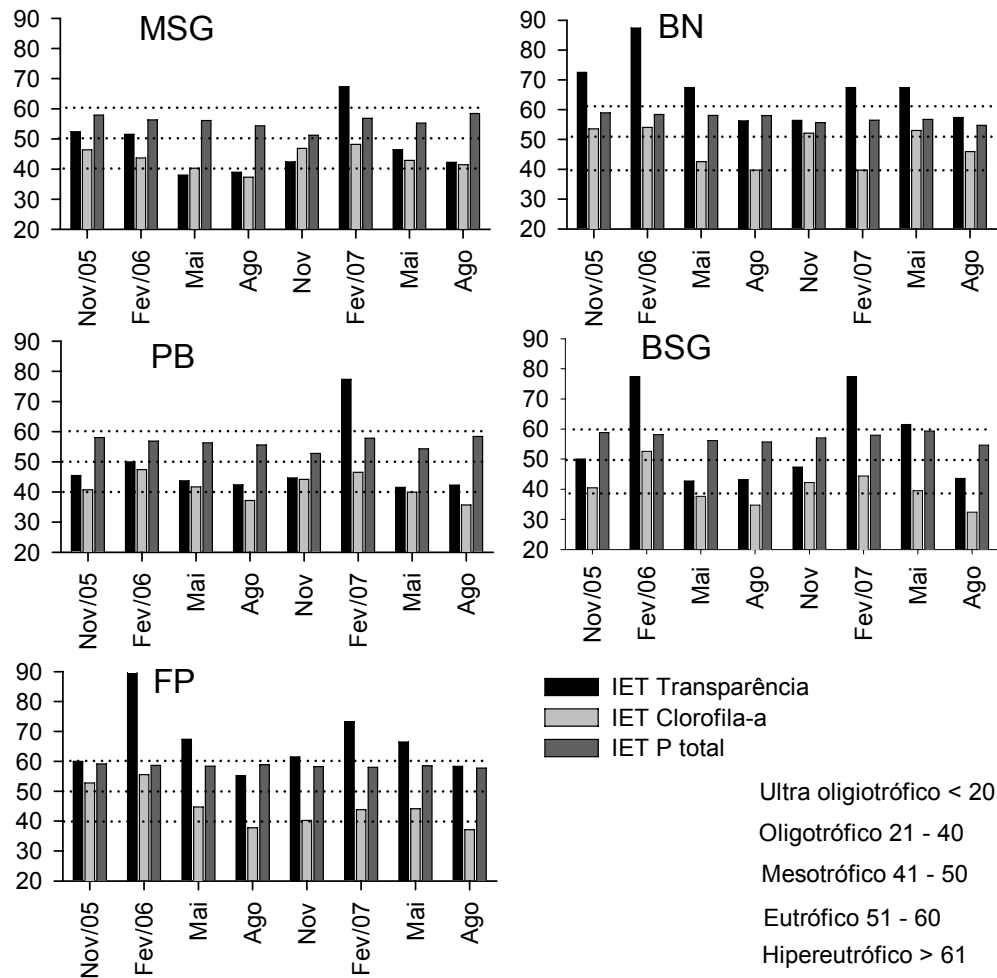 MSG
90
80
70
60
50
40
30
20
Nov/05
Fev/06
Mai
Ago
Nov
Fev/07
Mai
Ago
BN
90
80
70
60
50
40
30
20
Nov/05
Fev/06
Mai
Ago
Nov
Fev/07
Mai
Ago
PB
90
80
70
60
50
40
30
20
Nov/05
Fev/06
Mai
Ago
Nov
Fev/07
Mai
Ago
BSG
90
80
70
60
50
40
30
20
Nov/05
Fev/06
Mai
Ago
Nov
Fev/07
Mai
Ago
FP
90
80
70
60
50
40
30
20
Nov/05
Fev/06
Mai
Ago
Nov
Fev/07
Mai
Ago
IET Transparência
IET Clorofila-a
IET P total
Ultra oligiotrófico < 20
Oligotrófico 21 - 40
Mesotrófico 41 - 50
Eutrófico 51 - 60
Hipereutrófico > 61